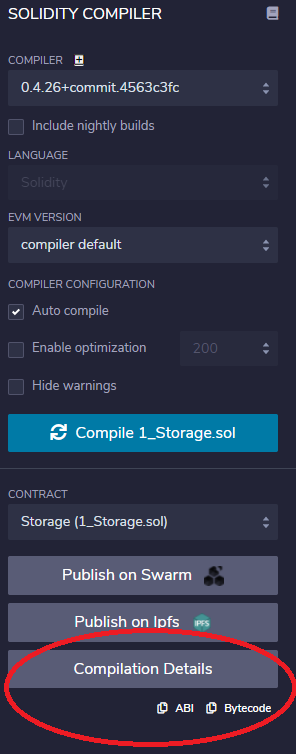 SOLIDITY COMPILER
COMPILER
0.4.26+commit.4563c3fc
Include nightly builds
LANGUAGE
Solidity
EVM VERSION
compiler default
COMPILER CONFIGURATION
Auto compile
Enable optimization 200
Hide warnings
Compile 1_Storage.sol
CONTRACT
Storage (1_Storage.sol)
Publish on Swarm
Publish on Ipfs IPFS
Compilation Details
ABI Bytecode